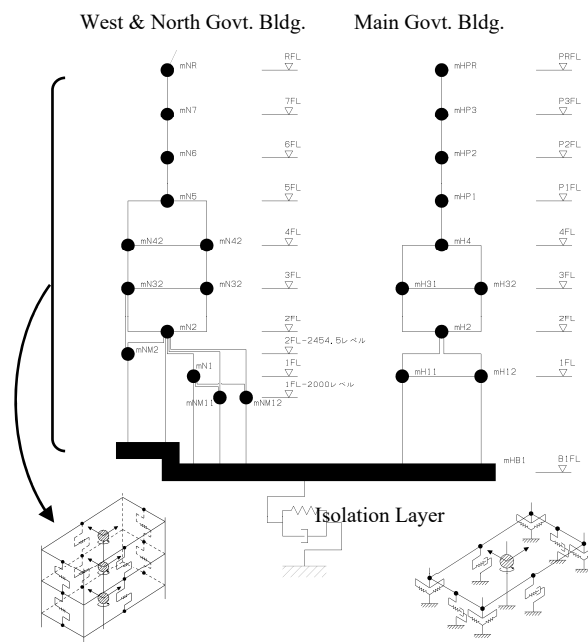 West & North Govt. Bldg.
Main Govt. Bldg.
mNR
RFL
mHPR
PRFL
mN7
7FL
mHP3
P3FL
mN6
6FL
mHP2
P2FL
mN5
5FL
mHP1
P1FL
mN42
mN42
4FL
mH4
4FL
mN32
mN32
3FL
mH31
mH32
3FL
mN2
2FL
mH2
2FL
mNM2
2FL-2454.5レベル
mN1
1FL
mH11
mH12
1FL
mNM11
mNM12
1FL-2000レベル
mHB1
B1FL
Isolation Layer